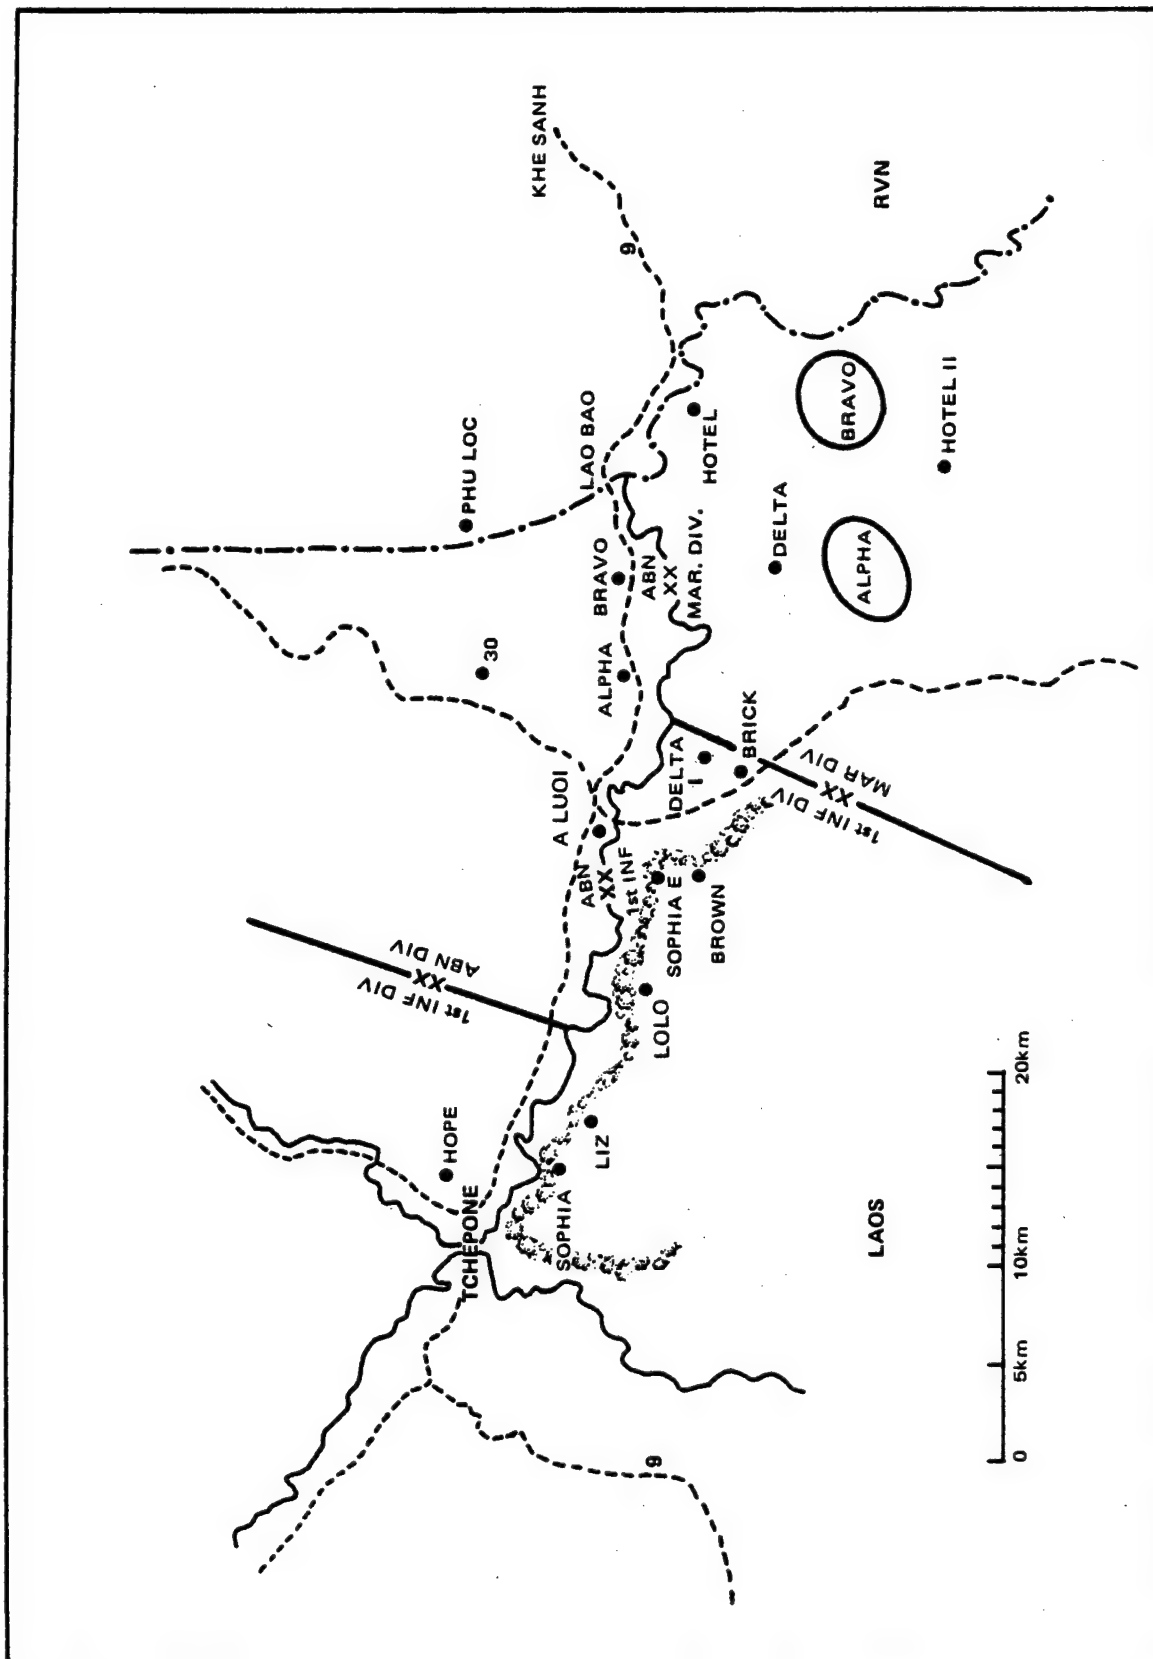 KHE SANH
9
RVN
PHU LOC
LAO BAO
HOTEL
BRAVO
HOTEL II
BRAVO
ABN
XX
MAR. DIV.
DELTA
ALPHA
30
ALPHA
A LUOI
DELTA
I
BRICK
MAR DIV
XX
1st INF DIV
ABN
XX
1st INF
SOPHIA E
BROWN
ABN DIV
XX
1st INF DIV
LOLO
HOPE
TCHEPONE
LIZ
SOPHIA
LAOS
9
0
5km
10km
20km